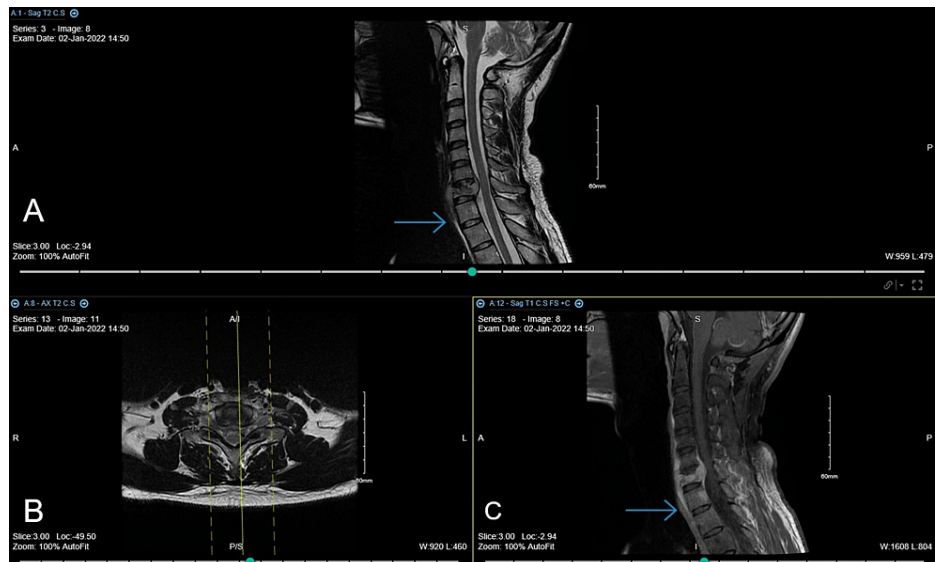 A:1 - Sag T2 C.S
Series: 3 - Image: 8
Exam Date: 02-Jan-2022 14:50
S
60mm
A
P
A
Slice:3.00 Loc:-2.94
Zoom: 100% AutoFit
I
W:959 L:479
A:8 - AX T2 C.S
Series: 13 - Image: 11
Exam Date: 02-Jan-2022 14:50
A/I
R
L
60mm
B
Slice:3.00 Loc:-49.50
Zoom: 100% AutoFit
P/S
W:920 L:460
A:12 - Sag T1 C.S FS +C
Series: 18 - Image: 8
Exam Date: 02-Jan-2022 14:50
S
A
P
60mm
C
Slice:3.00 Loc:-2.94
Zoom: 100% AutoFit
I
W:1608 L:804